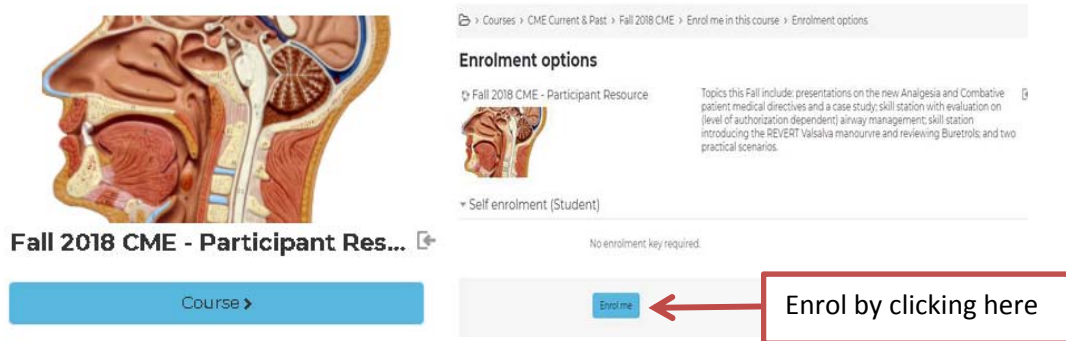 Fall 2018 CME - Participant Res...
Course >
> Courses > CME Current & Past > Fall 2018 CME > Enrol me in this course > Enrolment options
Enrolment options
Fall 2018 CME - Participant Resource
Topics this Fall include: presentations on the new Analgesia and Combative
patient medical directives and a case study; skill station with evaluation on
(level of authorization dependent) airway management; skill station
introducing the REVERT Valsalva manourvre and reviewing Buretrols; and two
practical scenarios.
Self enrolment (Student)
No enrolment key required.
Enrol me
Enrol by clicking here